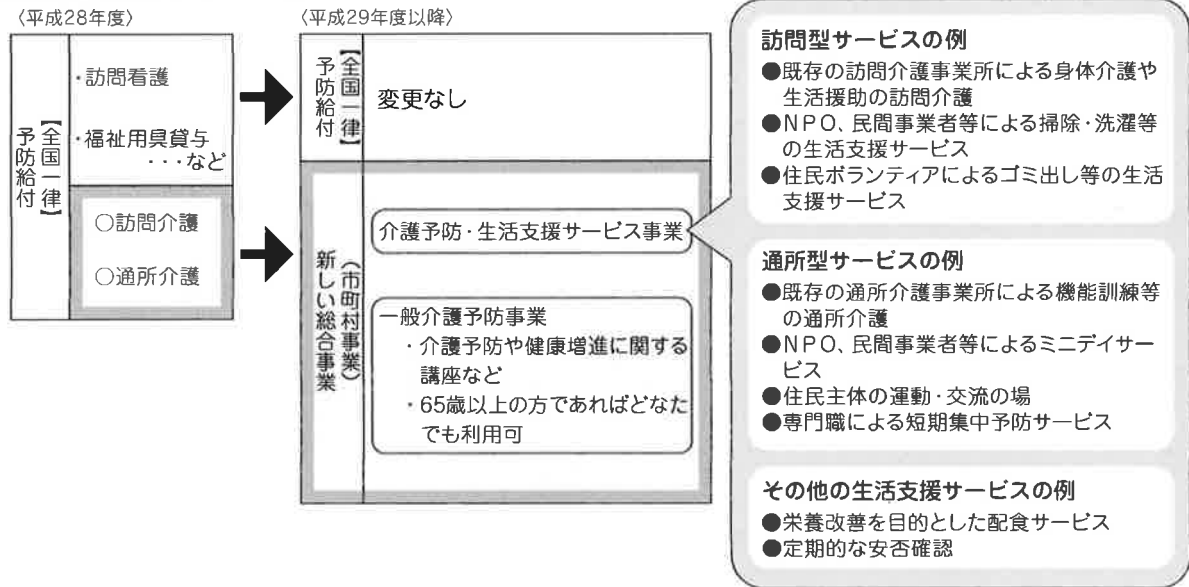 〈平成28年度〉
予防給付
【全国一律】
・訪問看護
・福祉用具貸与
・・・など
○訪問介護
○通所介護
〈平成29年度以降〉
予防給付
【全国一律】
変更なし
新しい総合事業
（市町村事業）
介護予防・生活支援サービス事業
一般介護予防事業
・介護予防や健康増進に関する
講座など
・65歳以上の方であればどなた
でも利用可
訪問型サービスの例
●既存の訪問介護事業所による身体介護や
生活援助の訪問介護
●NPO、民間事業者等による掃除・洗濯等
の生活支援サービス
●住民ボランティアによるゴミ出し等の生活
支援サービス
通所型サービスの例
●既存の通所介護事業所による機能訓練等
の通所介護
●NPO、民間事業者等によるミニデイサー
ビス
●住民主体の運動・交流の場
●専門職による短期集中予防サービス
その他の生活支援サービスの例
●栄養改善を目的とした配食サービス
●定期的な安否確認